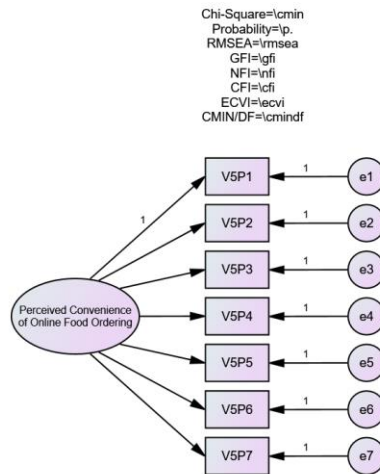 Chi-Square=\cmin
Probability=\p.
RMSEA=\rmsea
GFI=\gfi
NFI=\nfi
CFI=\cfi
ECVI=\ecvi
CMIN/DF=\cmindf
V5P1
1
e1
1
V5P2
1
e2
V5P3
1
e3
Perceived Convenience
of Online Food Ordering
V5P4
1
e4
V5P5
1
e5
V5P6
1
e6
V5P7
1
e7